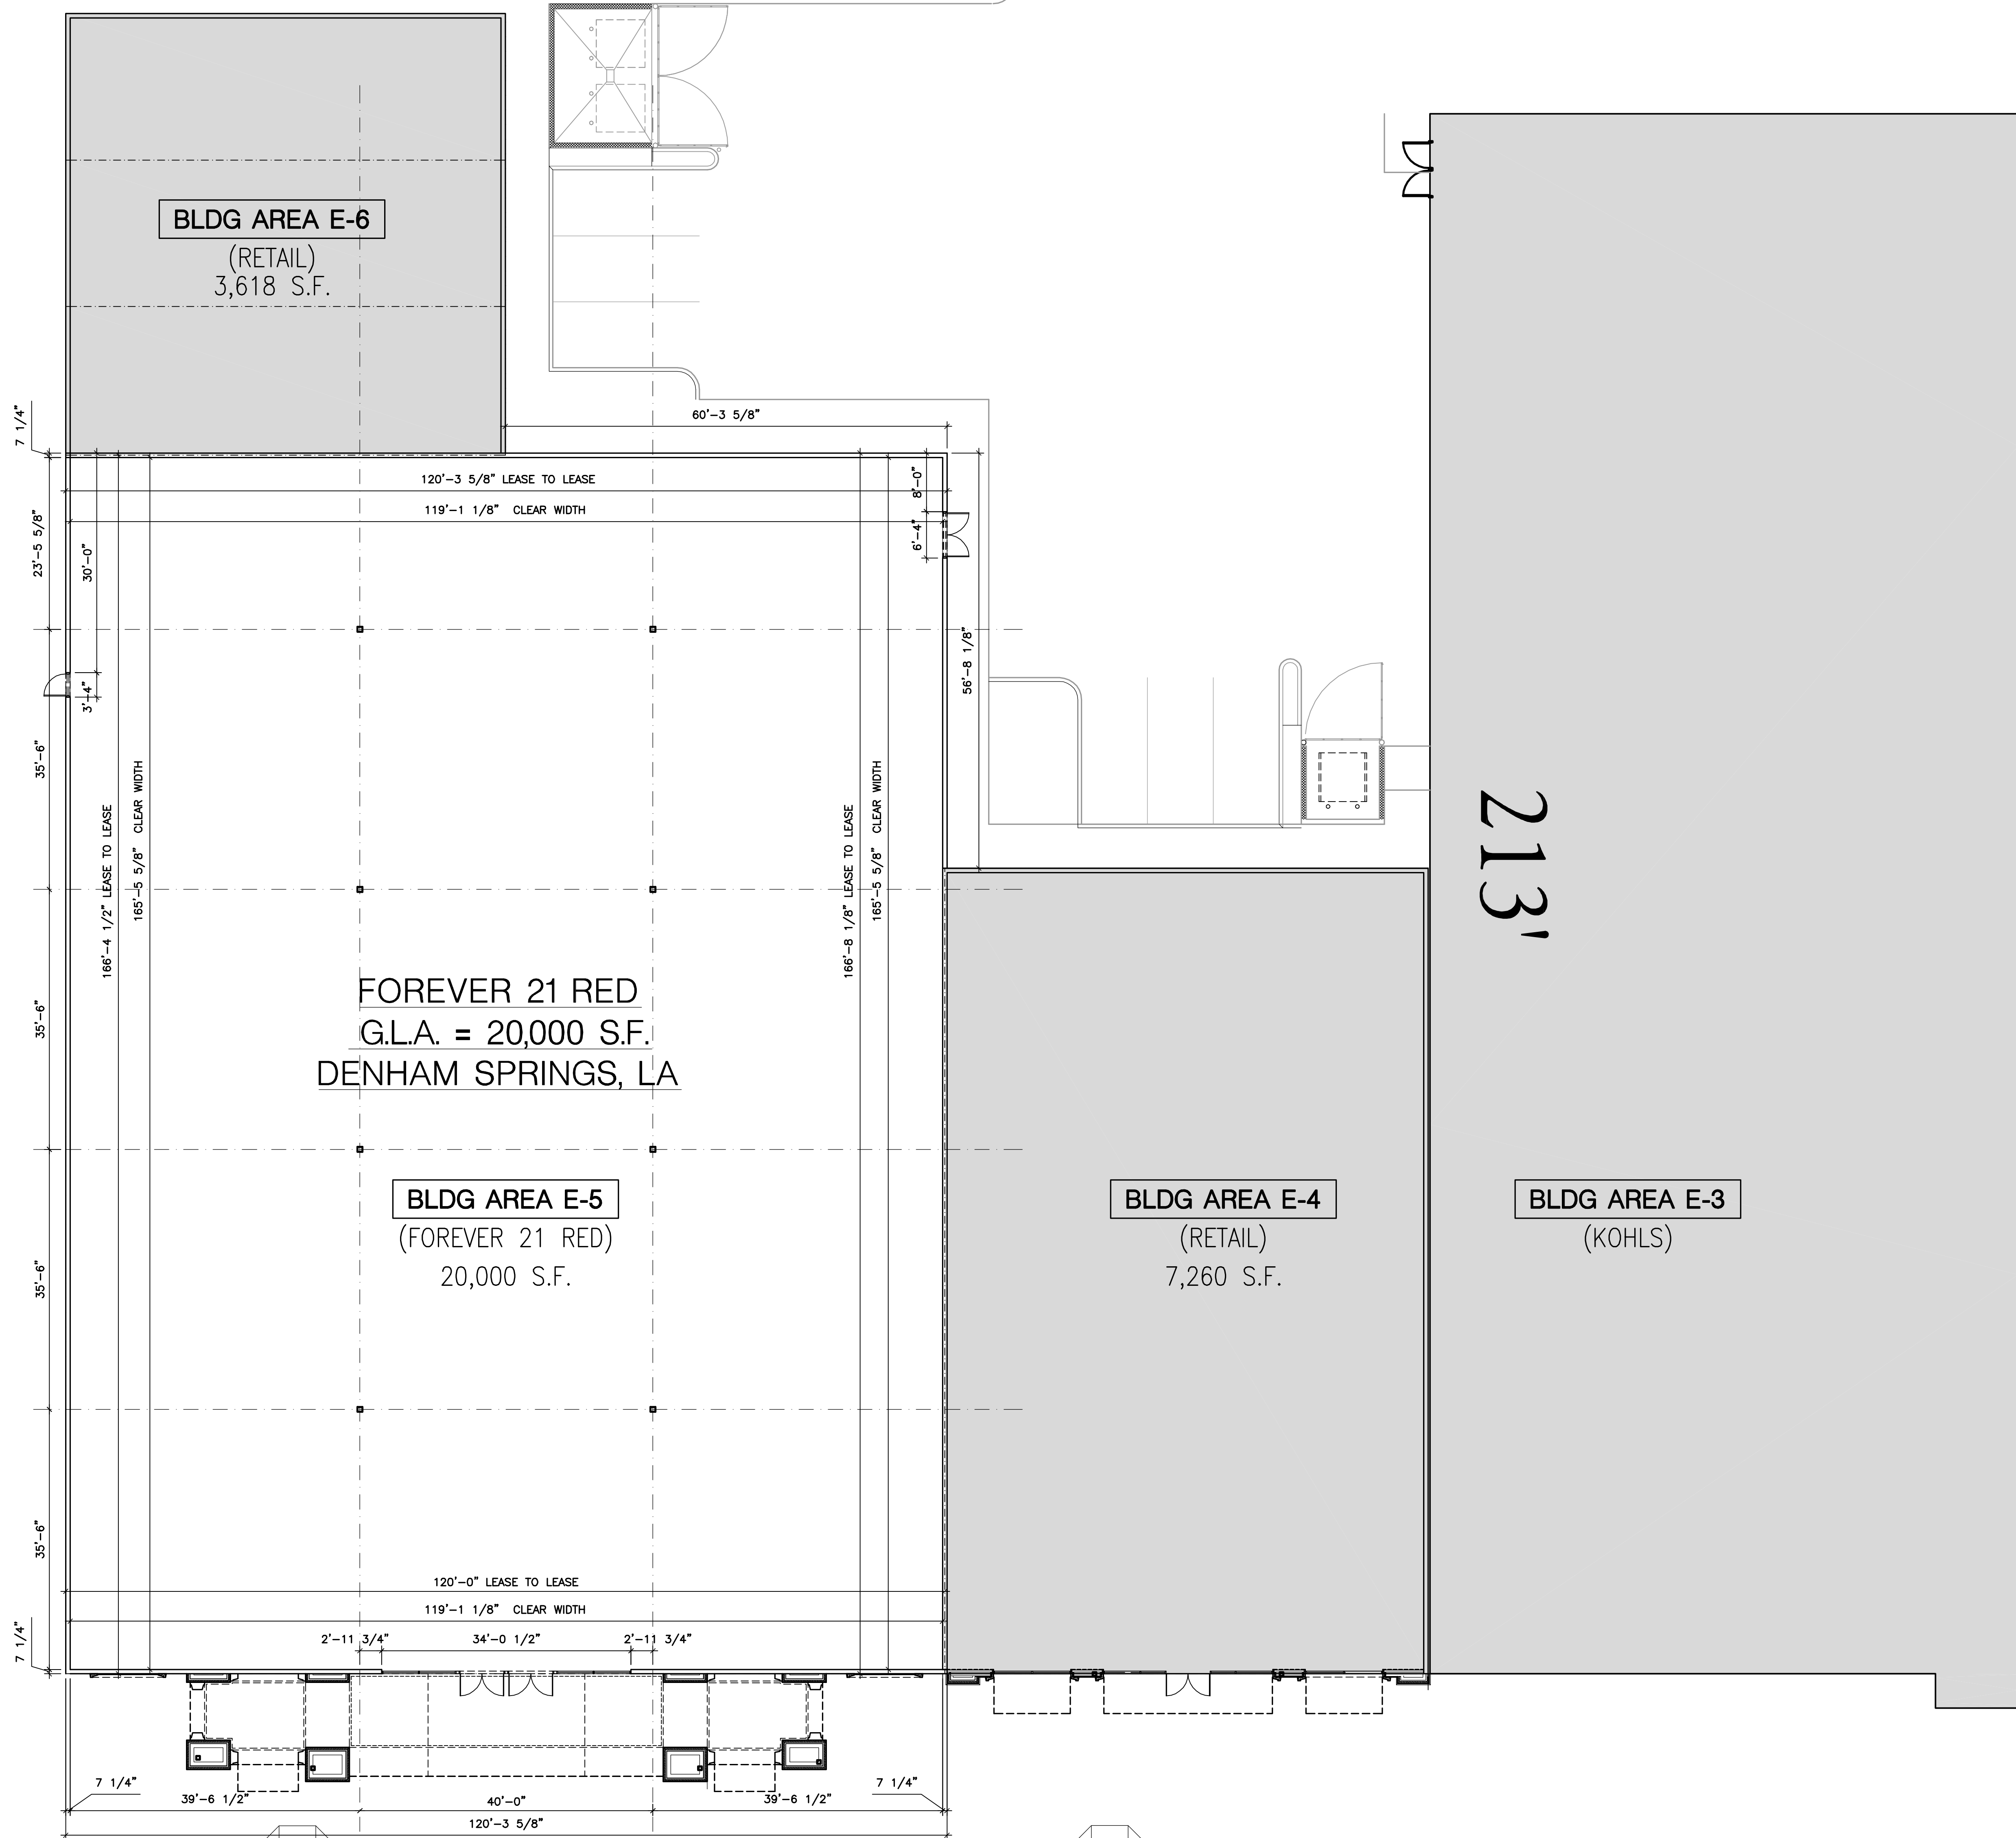 BLDG AREA E-6
(RETAIL)
3,618 S.F.
7 1/4"
60'-3 5/8"
120'-3 5/8" LEASE TO LEASE
119'-1 1/8" CLEAR WIDTH
8'-0"
6'-4"
23'-5 5/8"
30'-0"
3'-4"
56'-8 1/8"
35'-6"
166'-4 1/2" LEASE TO LEASE
165'-5 5/8" CLEAR WIDTH
166'-8 1/8" LEASE TO LEASE
165'-5 5/8" CLEAR WIDTH
213'
35'-6"
FOREVER 21 RED
G.L.A. = 20,000 S.F.
DENHAM SPRINGS, LA
BLDG AREA E-5
(FOREVER 21 RED)
20,000 S.F.
BLDG AREA E-4
(RETAIL)
7,260 S.F.
BLDG AREA E-3
(KOHLS)
35'-6"
35'-6"
120'-0" LEASE TO LEASE
119'-1 1/8" CLEAR WIDTH
7 1/4"
2'-11 3/4"
34'-0 1/2"
2'-11 3/4"
7 1/4"
7 1/4"
39'-6 1/2"
40'-0"
39'-6 1/2"
120'-3 5/8"